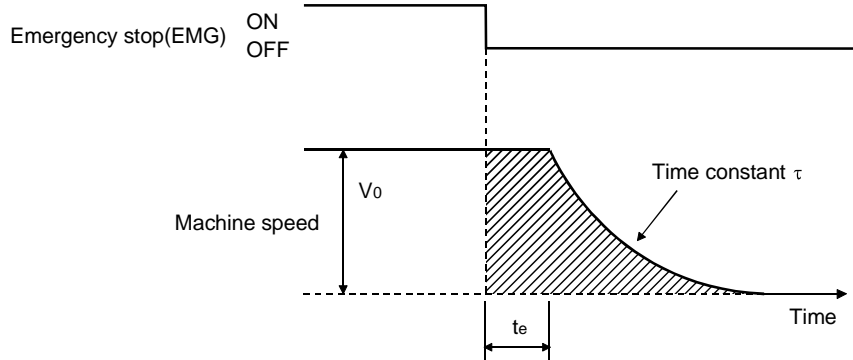 ON
Emergency stop(EMG)
OFF
Time constant τ
V0
Machine speed
Time
te